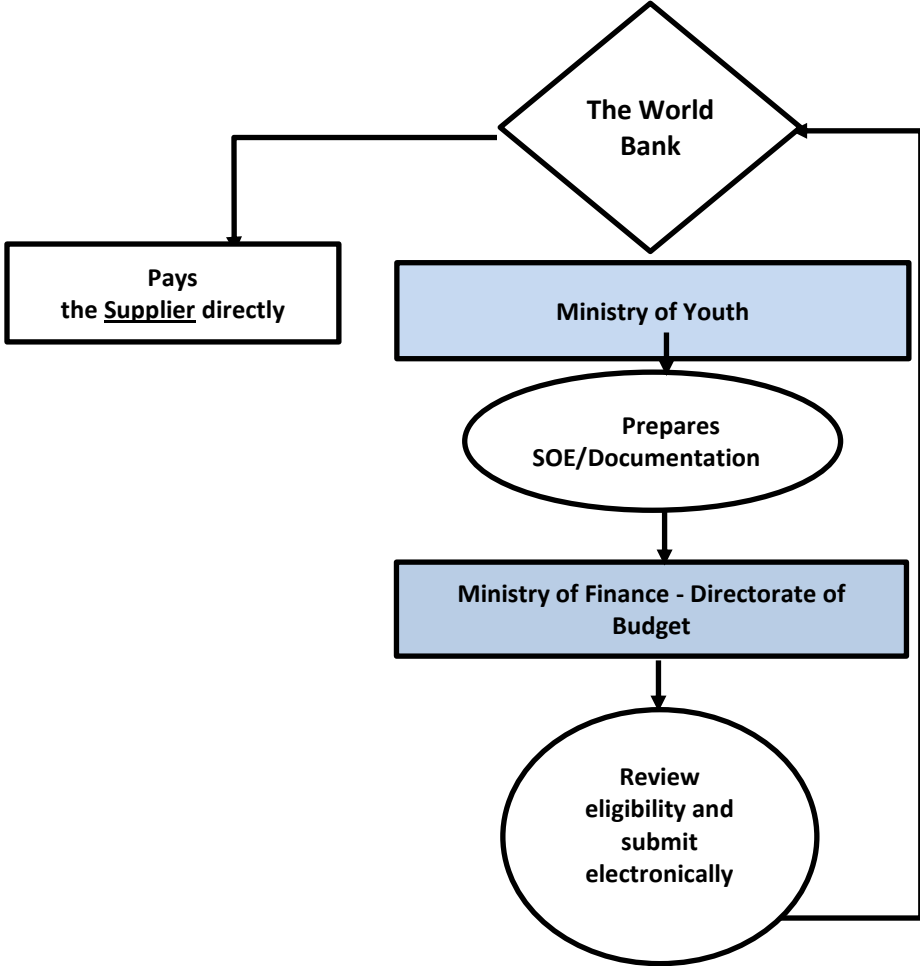 The World
Bank
Pays
the Supplier directly
Ministry of Youth
Prepares
SOE/Documentation
Ministry of Finance - Directorate of
Budget
Review
eligibility and
submit
electronically